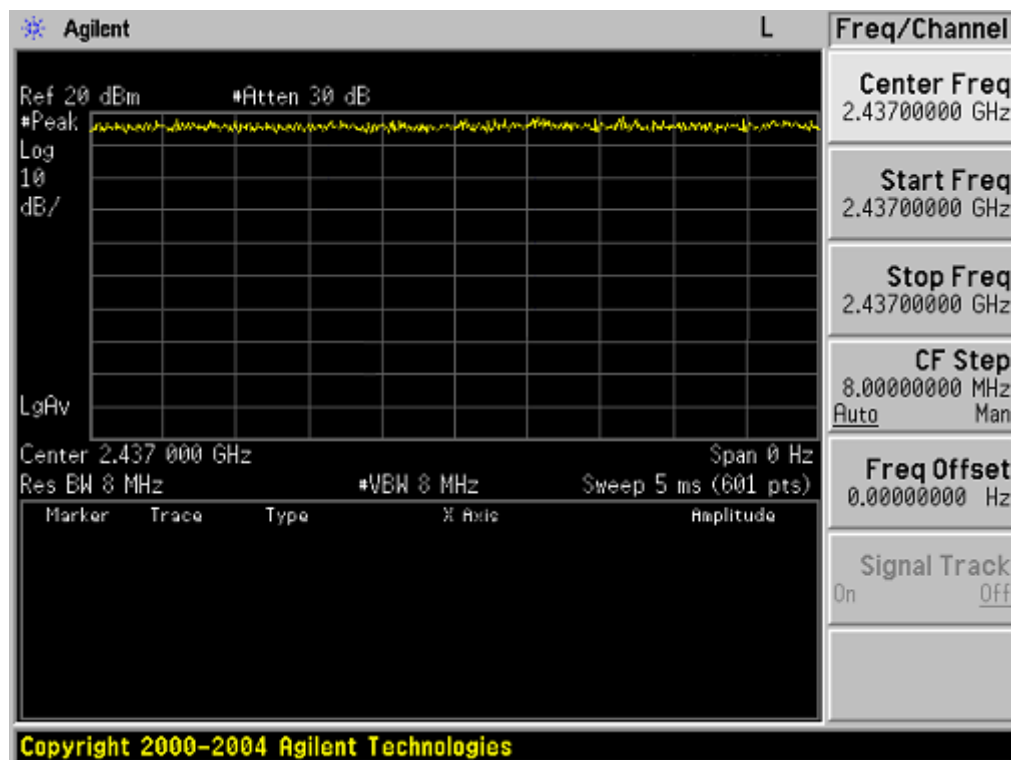 Agilent L
Freq/Channel
Ref 20 dBm #Atten 30 dB
#Peak
Log
10
dB/
LgAv
Center 2.437 000 GHz Span 0 Hz
Res BW 8 MHz #VBW 8 MHz Sweep 5 ms (601 pts)
Marker Trace Type X Axis Amplitude
Center Freq
2.43700000 GHz
Start Freq
2.43700000 GHz
Stop Freq
2.43700000 GHz
CF Step
8.00000000 MHz
Auto Man
Freq Offset
0.00000000 Hz
Signal Track
On Off
Copyright 2000-2004 Agilent Technologies